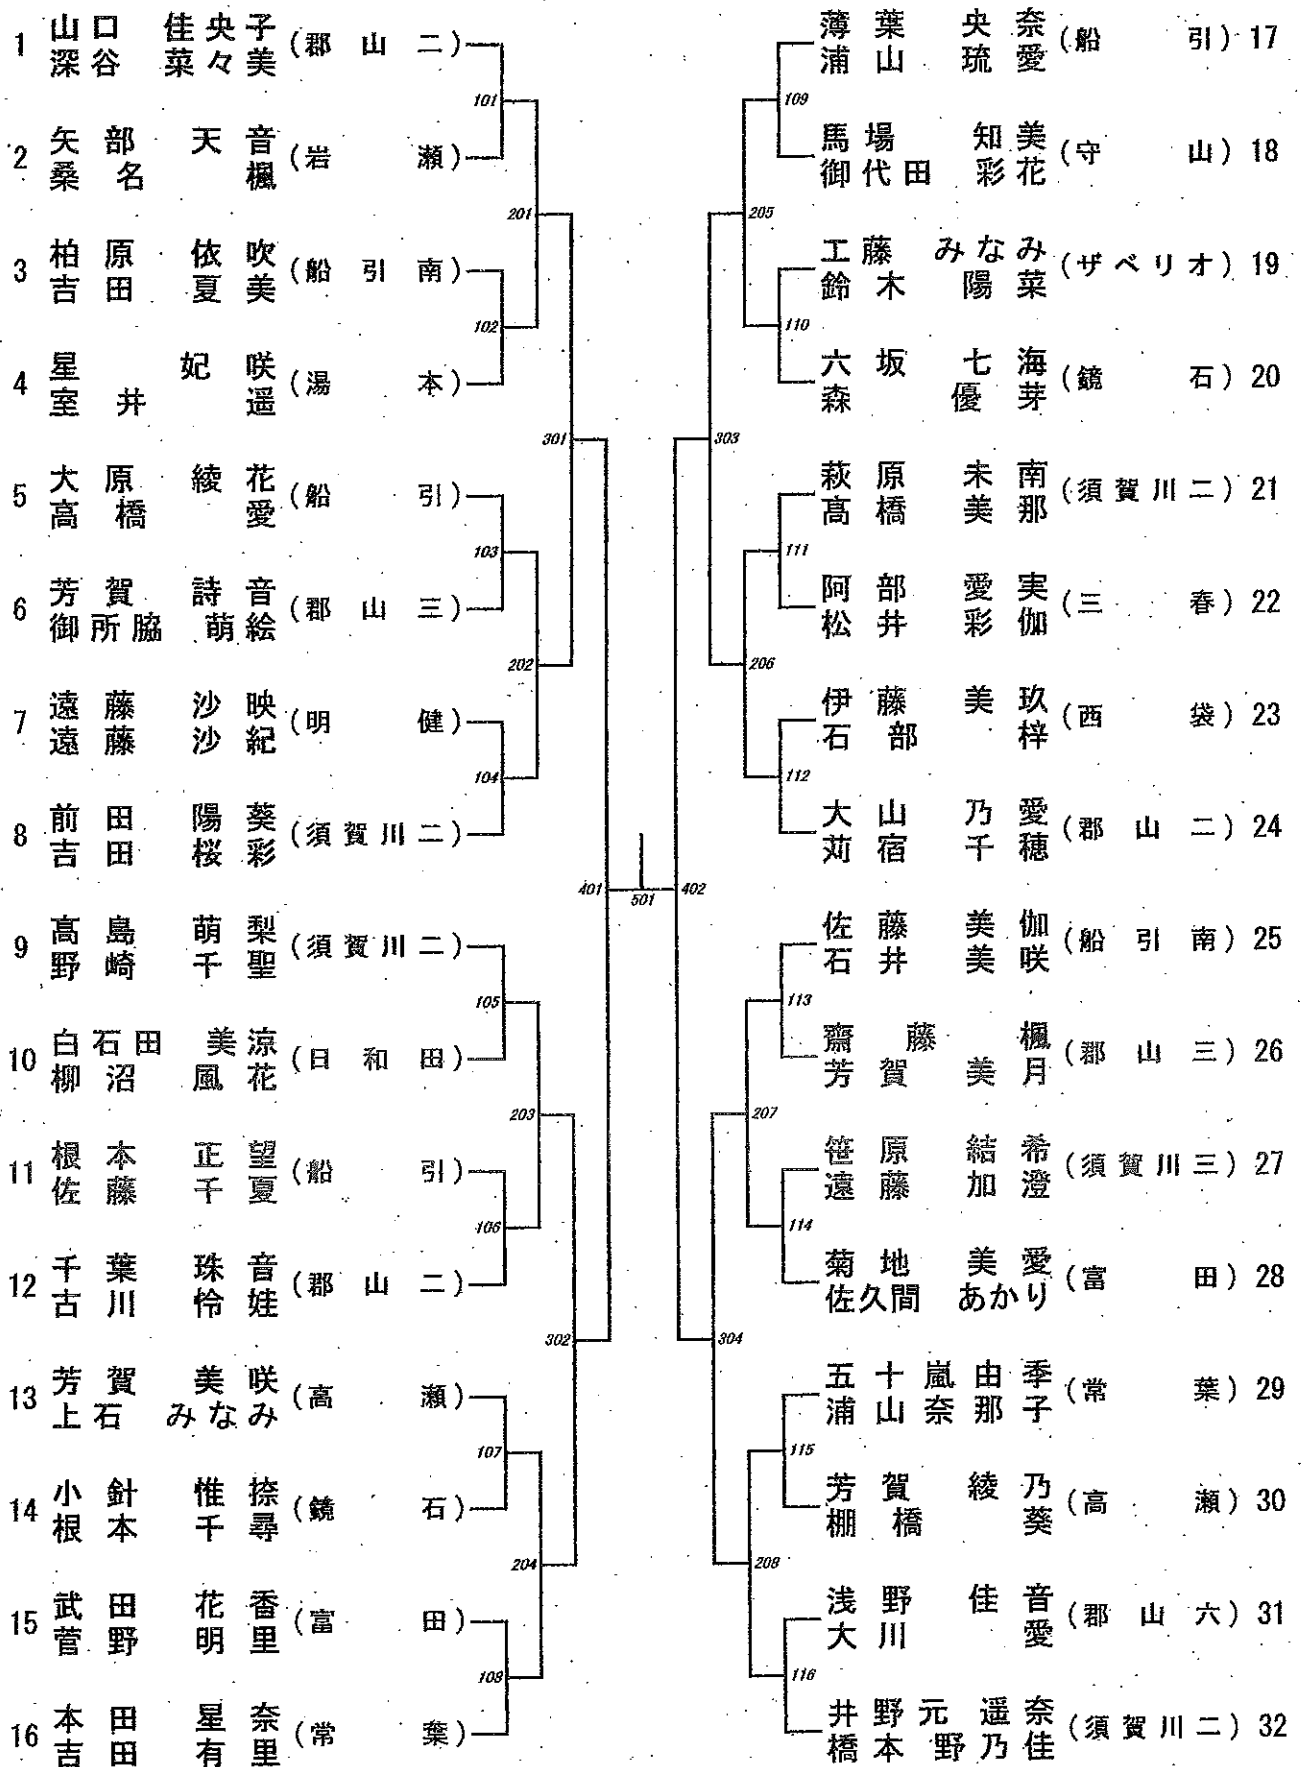 1 山口 佳央子 (郡山二)
深谷 菜々美
2 矢部 天音 (岩瀬)
桑名 楓
3 柏原 依吹 (船引南)
吉田 夏美
4 星 妃咲 (湯本)
室井 遥
5 大原 綾花 (船引)
高橋 愛
6 芳賀 詩音 (郡山三)
御所脇 萌絵
7 遠藤 沙映 (明健)
遠藤 沙紀
8 前田 陽葵 (須賀川二)
吉田 桜彩
9 髙島 萌梨 (須賀川二)
野崎 千聖
10 白石田 美涼 (日和田)
柳沼 風花
11 根本 正望 (船引)
佐藤 千夏
12 千葉 珠音 (郡山二)
古川 怜娃
13 芳賀 美咲 (高瀬)
上石 みなみ
14 小針 惟捺 (鏡石)
根本 千尋
15 武田 花香 (富田)
菅野 明里
16 本田 星奈 (常葉)
吉田 有里
101
102
103
104
105
106
107
108
201
202
203
204
301
302
401
501
402
303
304
205
206
207
208
109
110
111
112
113
114
115
116
薄葉 央奈 (船引) 17
浦山 琉愛
馬場 知美 (守山) 18
御代田 彩花
工藤 みなみ (ザベリオ) 19
鈴木 陽菜
六坂 七海 (鏡石) 20
森 優芽
萩原 未南 (須賀川二) 21
髙橋 美那
阿部 愛実 (三春) 22
松井 彩伽
伊藤 美玖 (西袋) 23
石部 梓
大山 乃愛 (郡山二) 24
苅宿 千穂
佐藤 美伽 (船引南) 25
石井 美咲
齋藤 楓 (郡山三) 26
芳賀 美月
笹原 結希 (須賀川三) 27
遠藤 加澄
菊地 美愛 (富田) 28
佐久間 あかり
五十嵐由季 (常葉) 29
浦山奈那子
芳賀 綾乃 (高瀬) 30
棚橋 葵
浅野 佳音 (郡山六) 31
大川 愛
井野元 遥奈 (須賀川二) 32
橋本 野乃佳